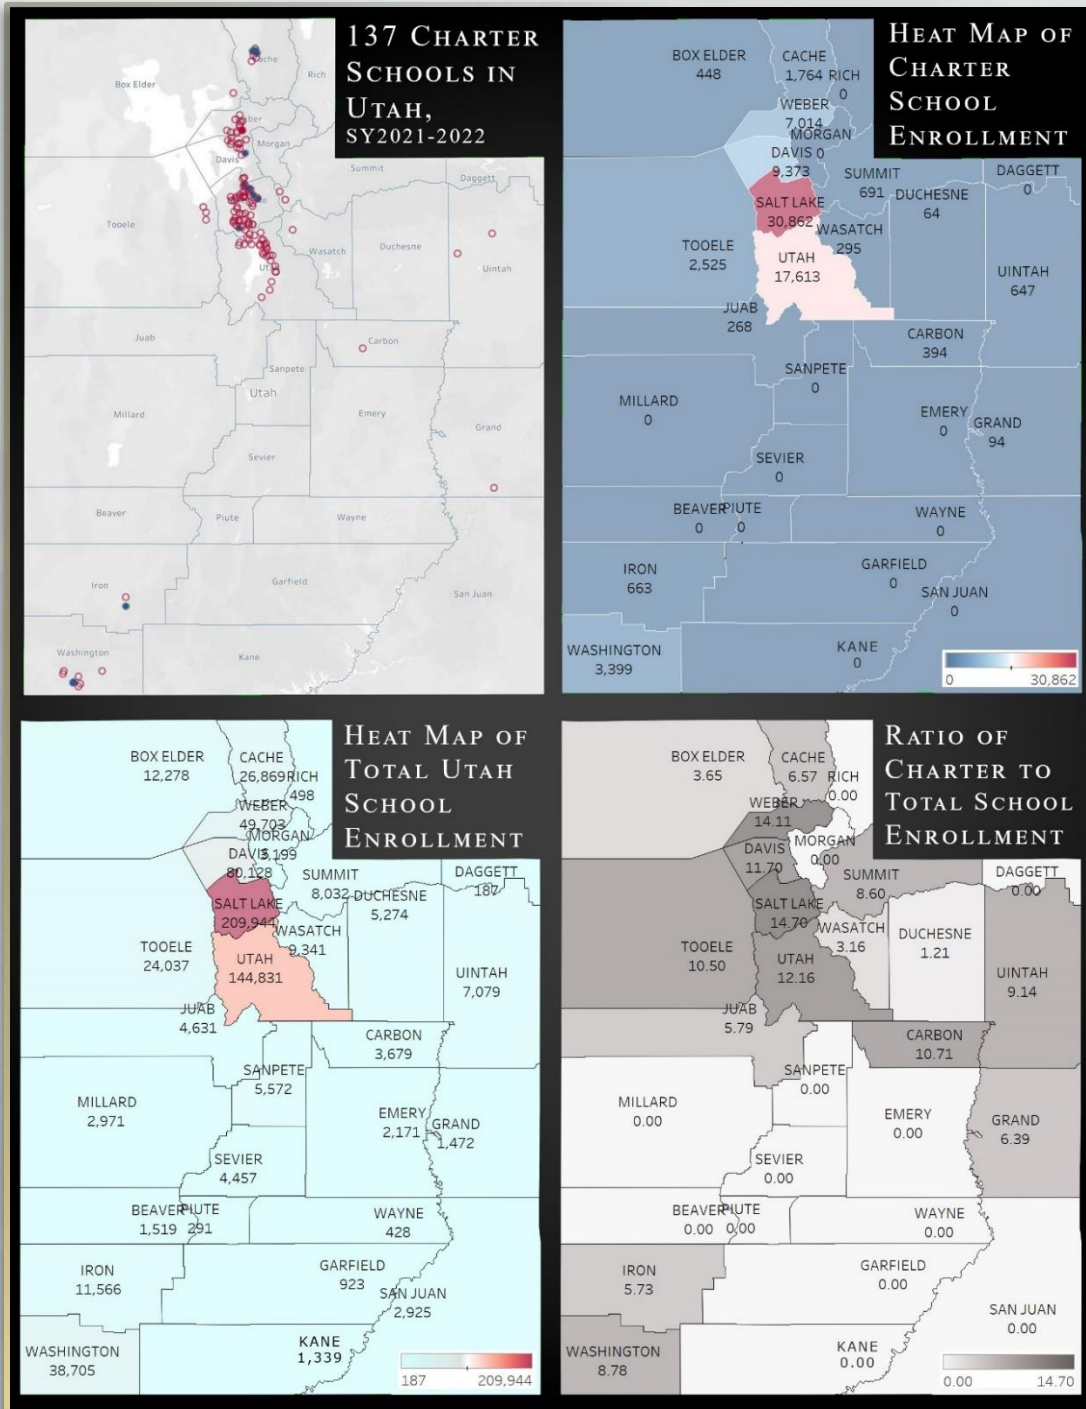 137 Charter
Schools in
Utah,
SY2021-2022
Cache
Rich
Box Elder
Weber
Morgan
Davis
Summit
Daggett
Tooele
Wasatch
Duchesne
Uintah
Utah
Juab
Carbon
Sanpete
Utah
Millard
Emery
Grand
Sevier
Beaver
Piute
Wayne
Iron
Garfield
San Juan
Washington
Kane
Heat Map of
Charter
School
Enrollment
BOX ELDER
448
CACHE
1,764
RICH
0
WEBER
7,014
MORGAN
0
DAVIS
9,373
SUMMIT
691
DAGGETT
0
DUCHESNE
64
SALT LAKE
30,862
WASATCH
295
TOOELE
2,525
UTAH
17,613
UINTAH
647
JUAB
268
CARBON
394
SANPETE
0
MILLARD
0
EMERY
0
GRAND
94
SEVIER
0
BEAVER
0
PIUTE
0
WAYNE
0
IRON
663
GARFIELD
0
SAN JUAN
0
WASHINGTON
3,399
KANE
0
0 30,862
Heat Map of
Total Utah
School
Enrollment
BOX ELDER
12,278
CACHE
26,869
RICH
498
WEBER
49,703
MORGAN
3,199
DAVIS
80,128
SUMMIT
8,032
DAGGETT
187
DUCHESNE
5,274
SALT LAKE
209,944
WASATCH
9,341
TOOELE
24,037
UTAH
144,831
UINTAH
7,079
JUAB
4,631
CARBON
3,679
SANPETE
5,572
MILLARD
2,971
EMERY
2,171
GRAND
1,472
SEVIER
4,457
BEAVER
1,519
PIUTE
291
WAYNE
428
IRON
11,566
GARFIELD
923
SAN JUAN
2,925
WASHINGTON
38,705
KANE
1,339
187 209,944
Ratio of
Charter to
Total School
Enrollment
BOX ELDER
3.65
CACHE
6.57
RICH
0.00
WEBER
14.11
MORGAN
0.00
DAVIS
11.70
SUMMIT
8.60
DAGGETT
0.00
SALT LAKE
14.70
WASATCH
3.16
DUCHESNE
1.21
TOOELE
10.50
UTAH
12.16
UINTAH
9.14
JUAB
5.79
CARBON
10.71
SANPETE
0.00
MILLARD
0.00
EMERY
0.00
GRAND
6.39
SEVIER
0.00
BEAVER
0.00
PIUTE
0.00
WAYNE
0.00
IRON
5.73
GARFIELD
0.00
SAN JUAN
0.00
WASHINGTON
8.78
KANE
0.00
0.00 14.70